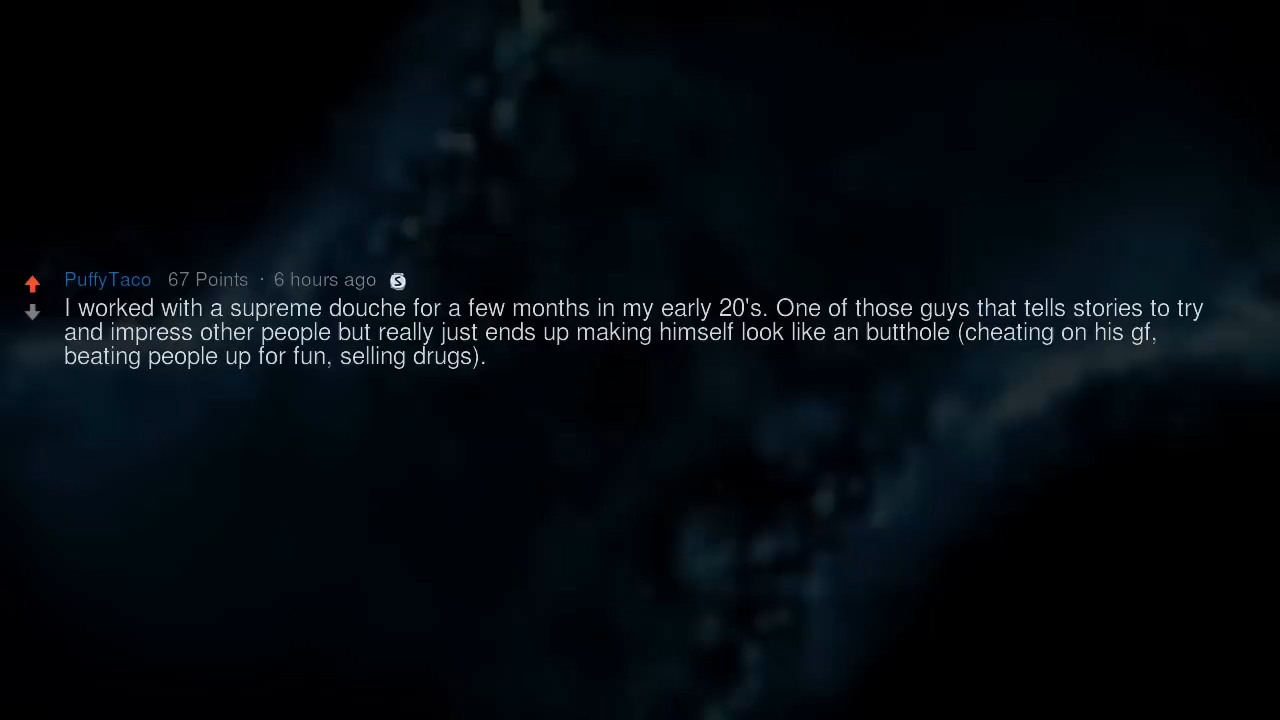 PuffyTaco 67 Points · 6 hours ago S
I worked with a supreme douche for a few months in my early 20's. One of those guys that tells stories to try
and impress other people but really just ends up making himself look like an butthole (cheating on his gf,
beating people up for fun, selling drugs).